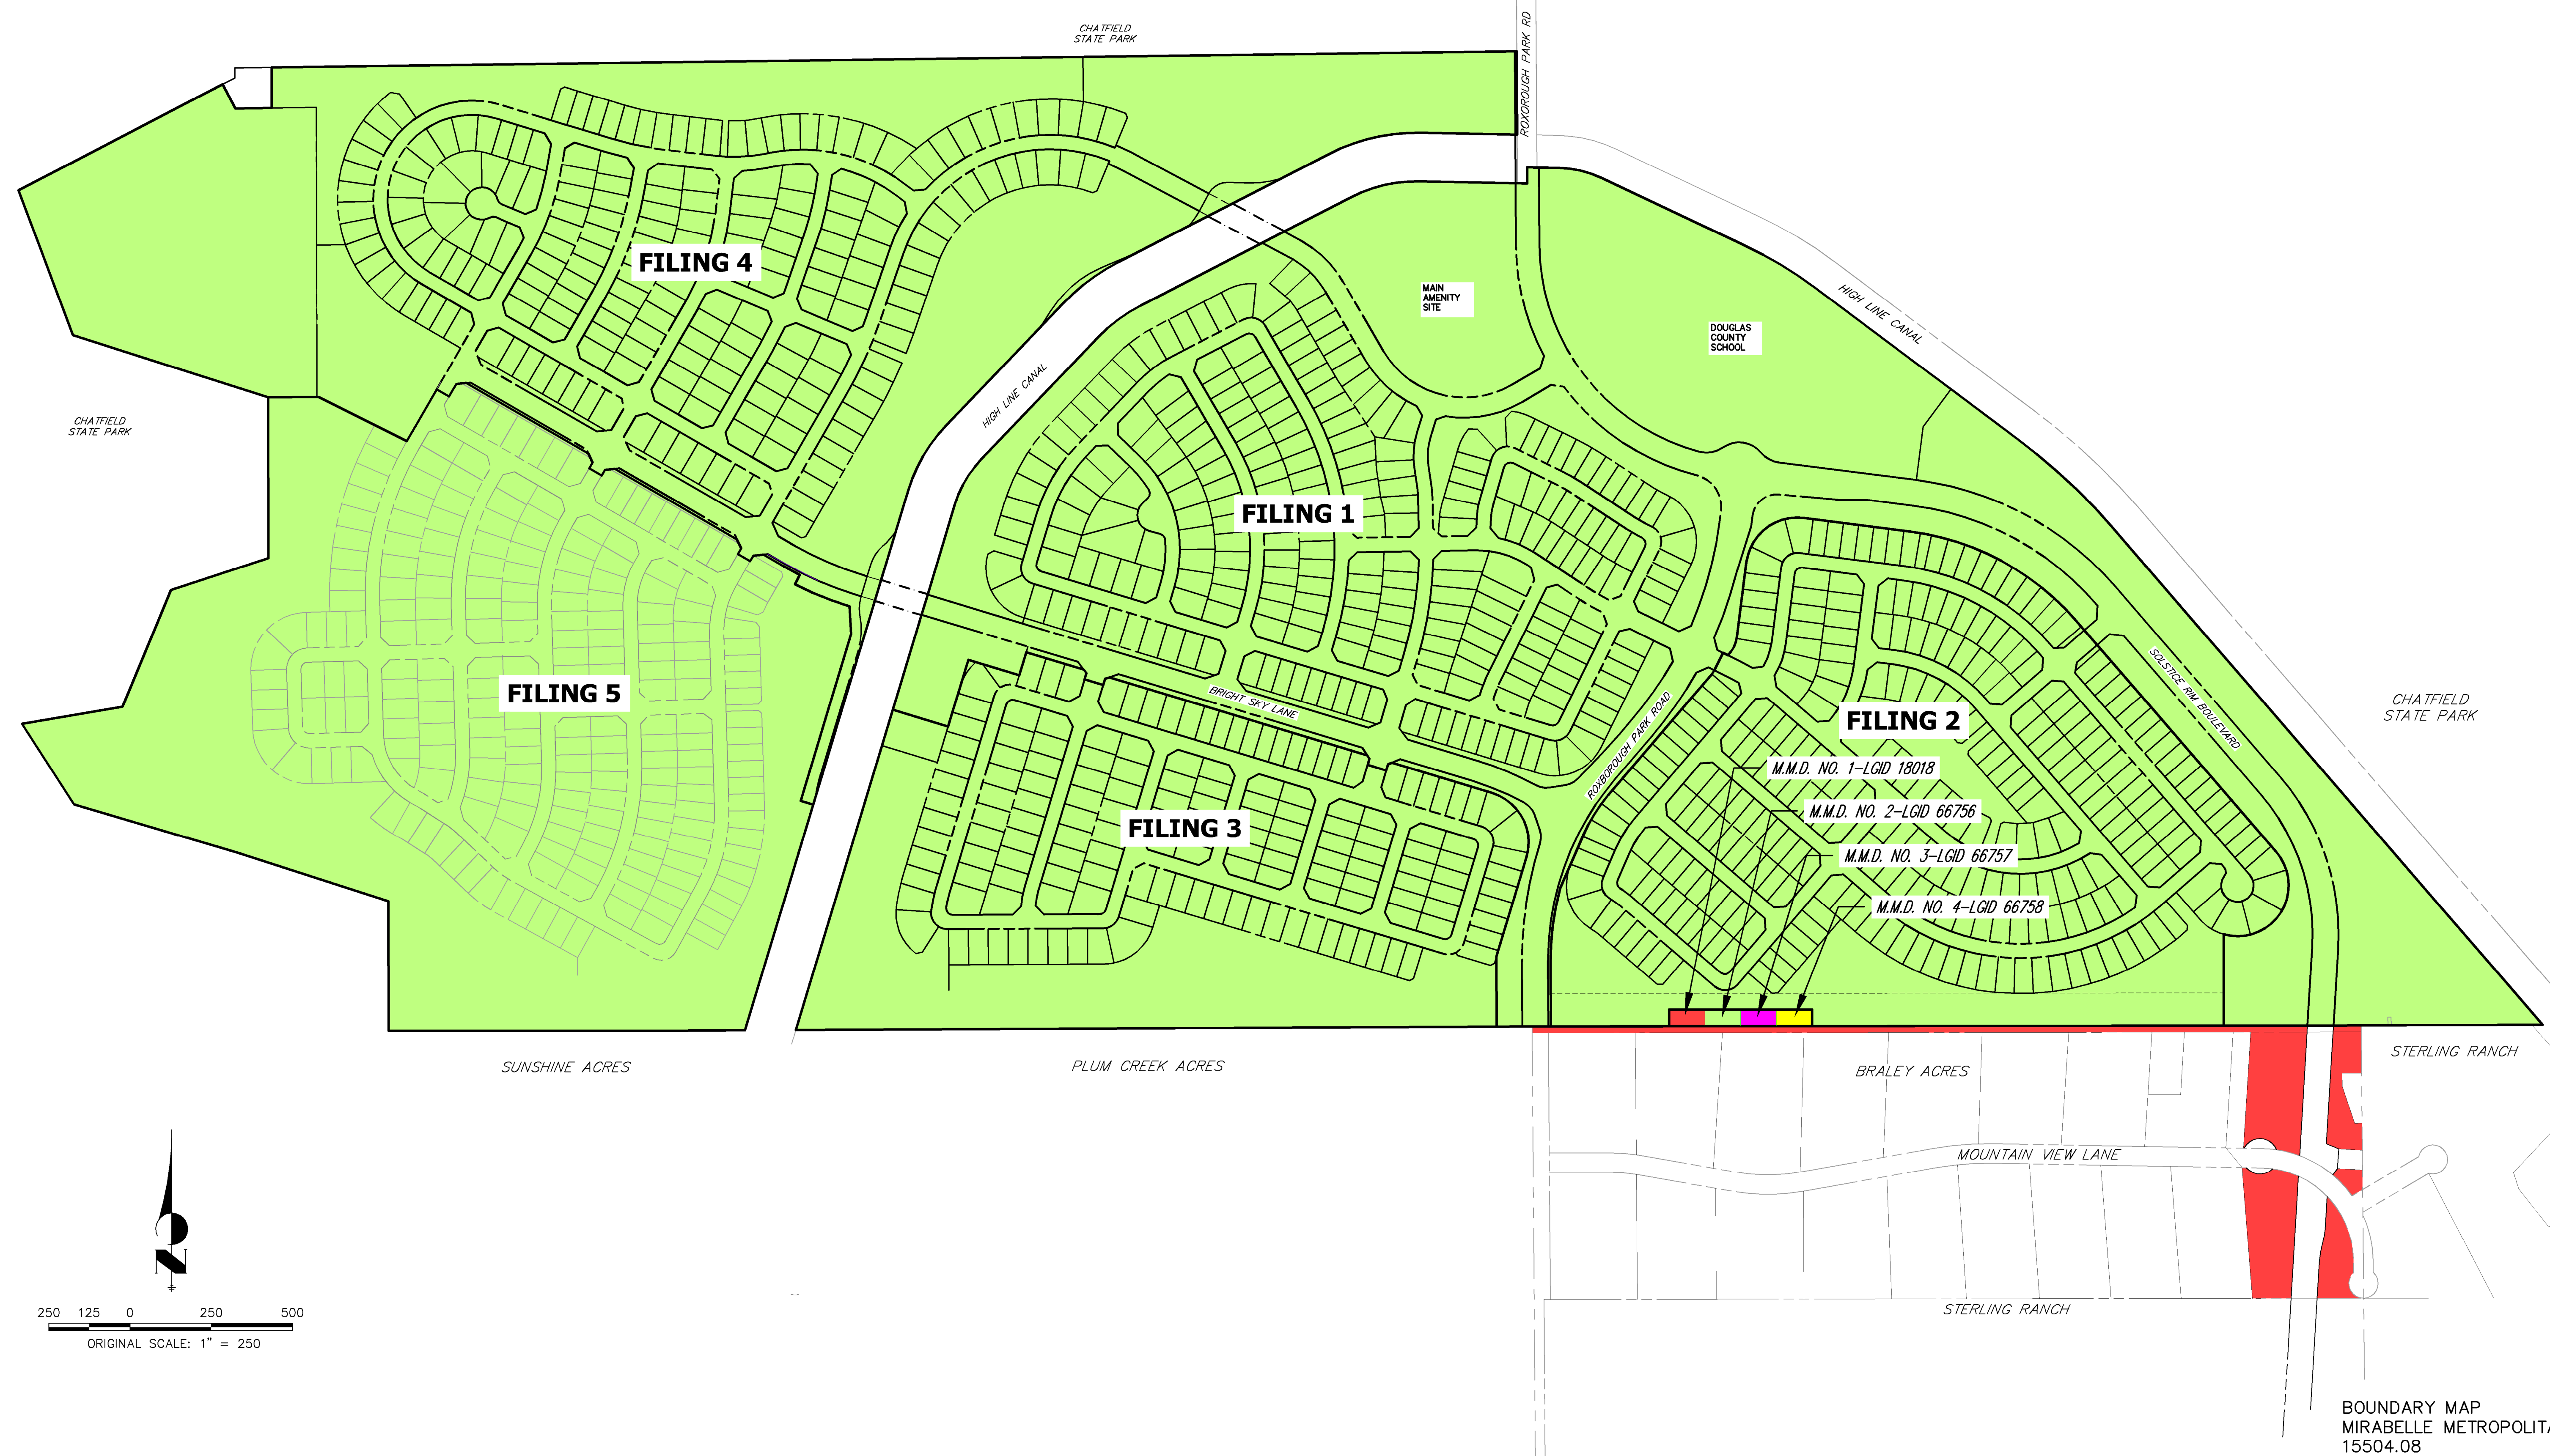 CHATFIELD
STATE PARK
ROXOROUGH PARK RD
FILING 4
MAIN
AMENITY
SITE
HIGH LINE CANAL
DOUGLAS
COUNTY
SCHOOL
HIGH LINE CANAL
CHATFIELD
STATE PARK
FILING 1
SOLSTICE RIM BOULEVARD
CHATFIELD
STATE PARK
FILING 5
BRIGHT SKY LANE
ROXBOROUGH PARK ROAD
FILING 2
M.M.D. NO. 1-LGID 18018
M.M.D. NO. 2-LGID 66756
FILING 3
M.M.D. NO. 3-LGID 66757
M.M.D. NO. 4-LGID 66758
SUNSHINE ACRES
PLUM CREEK ACRES
BRALEY ACRES
STERLING RANCH
MOUNTAIN VIEW LANE
N
STERLING RANCH
250 125 0 250 500
ORIGINAL SCALE: 1" = 250
BOUNDARY MAP
MIRABELLE METROPOLITA
15504.08